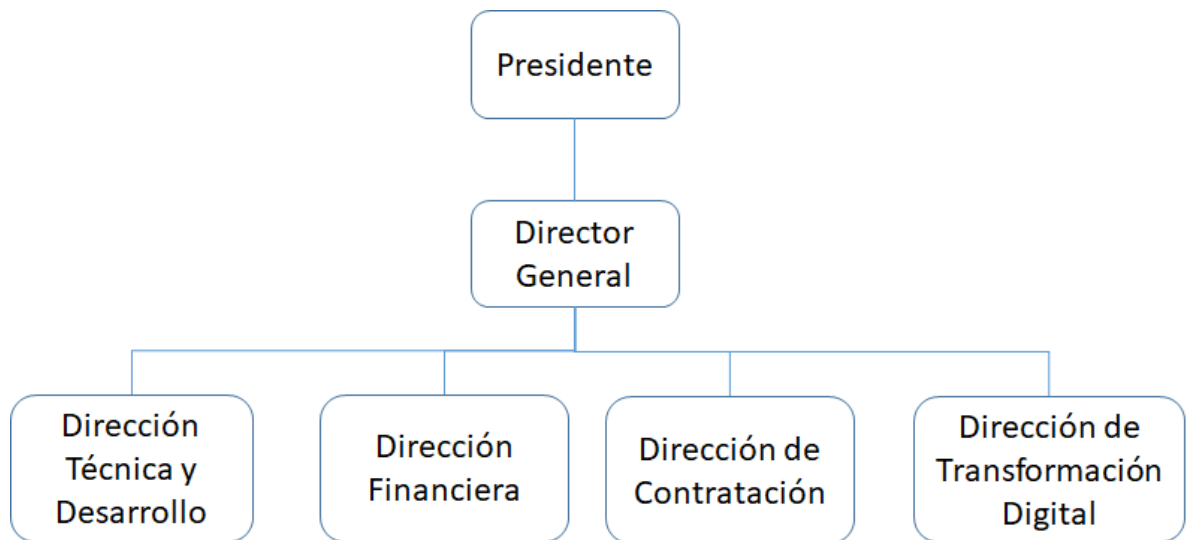 Presidente
Director
General
Dirección
Técnica y
Desarrollo
Dirección
Financiera
Dirección de
Contratación
Dirección de
Transformación
Digital